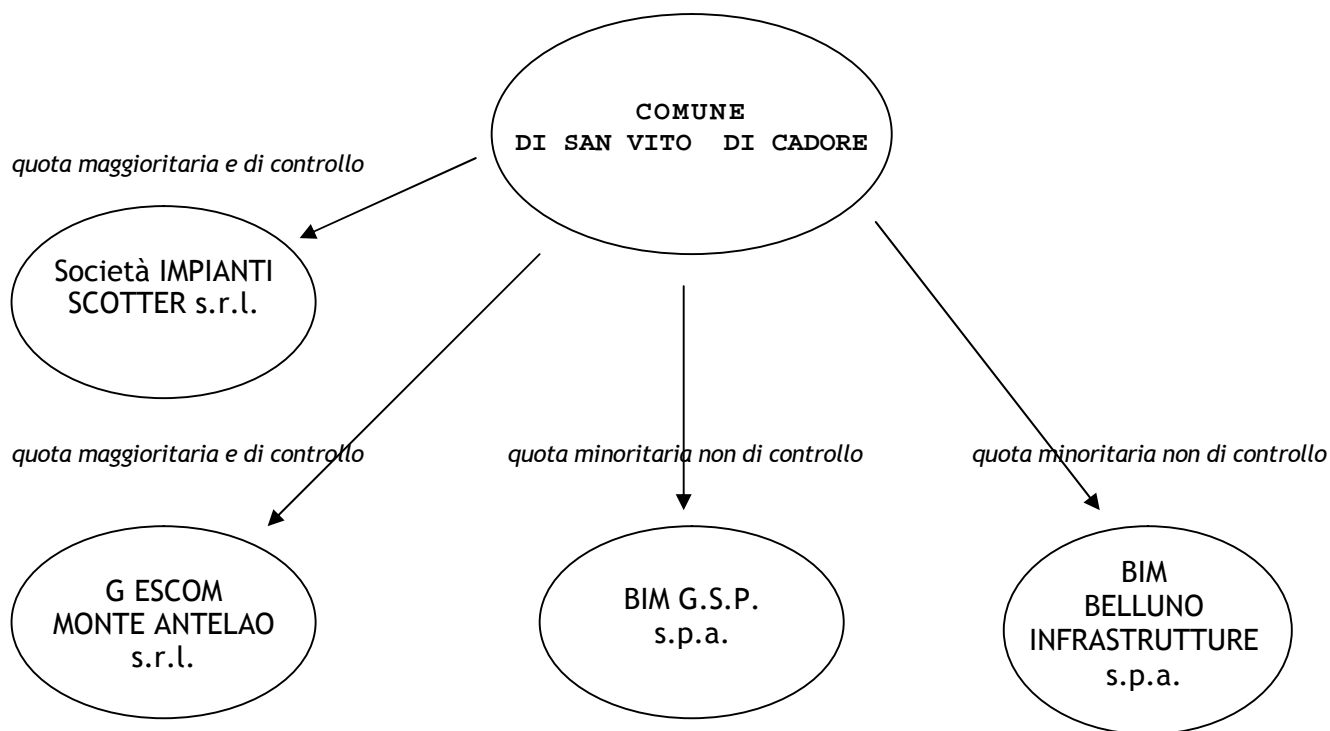 COMUNE
DI SAN VITO DI CADORE
quota maggioritaria e di controllo
Società IMPIANTI
SCOTTER s.r.l.
quota maggioritaria e di controllo
quota minoritaria non di controllo
quota minoritaria non di controllo
G ESCOM
MONTE ANTELAO
s.r.l.
BIM G.S.P.
s.p.a.
BIM
BELLUNO
INFRASTRUTTURE
s.p.a.